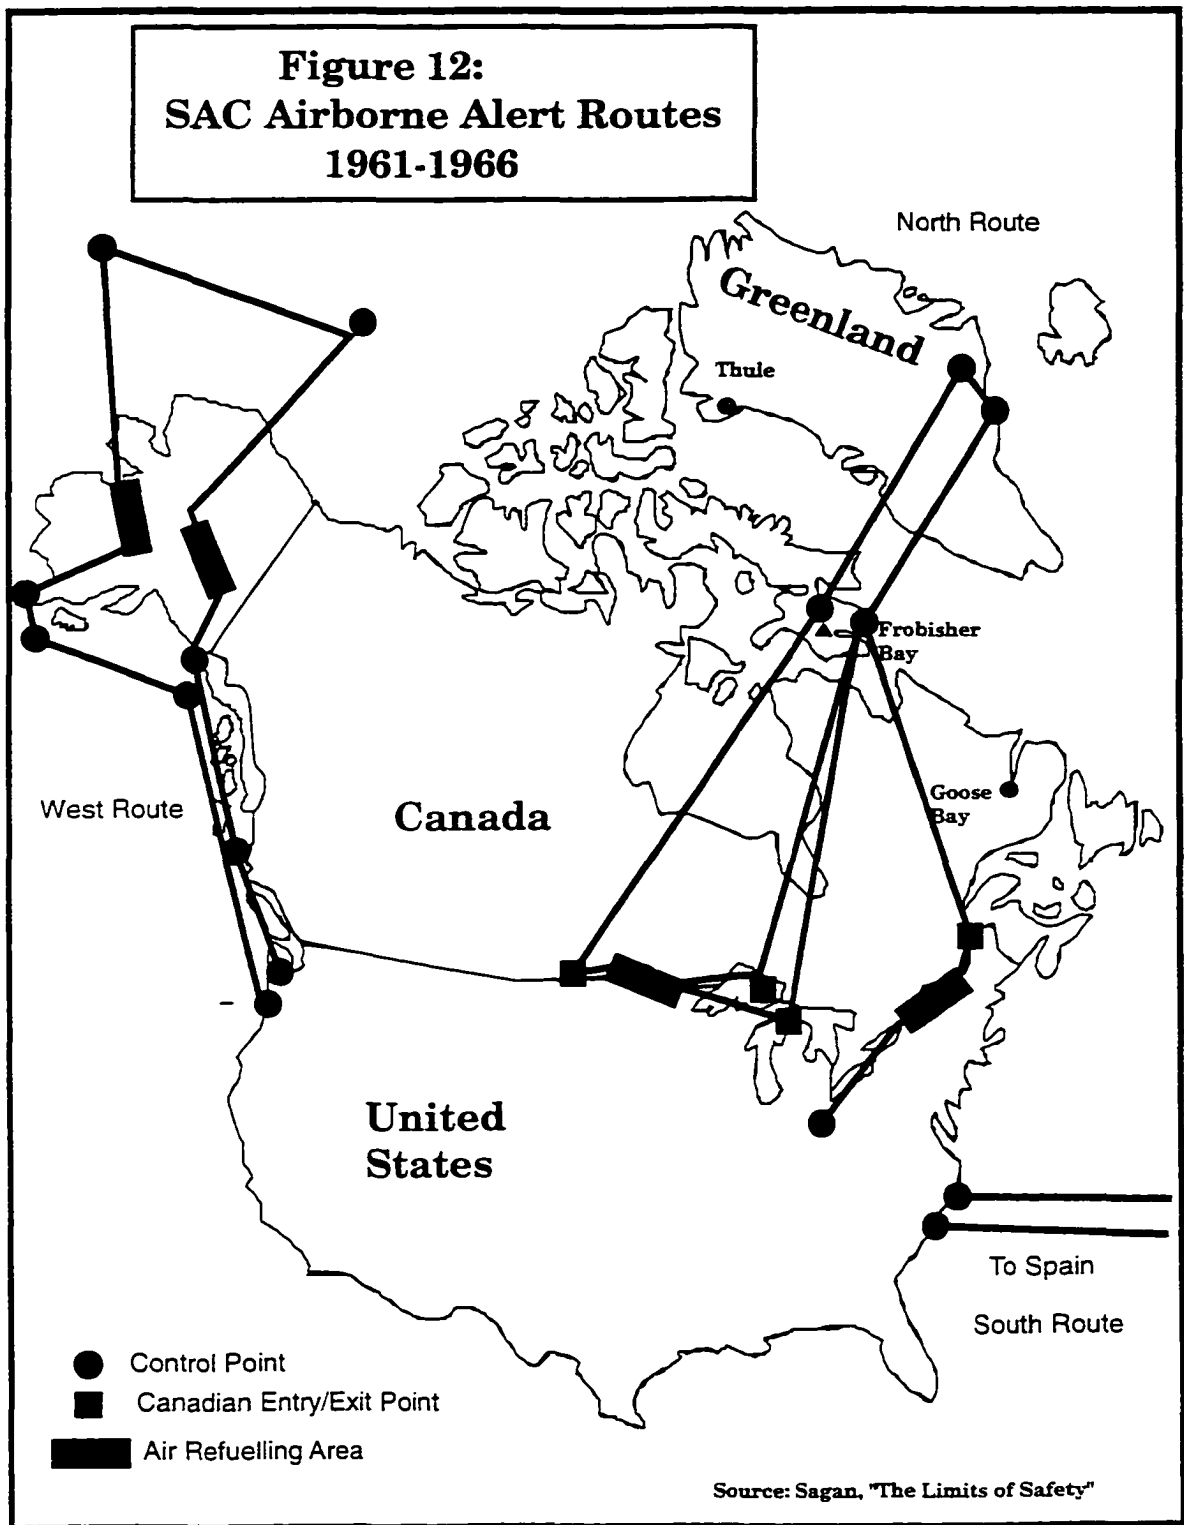 Figure 12:
SAC Airborne Alert Routes
1961-1966
North Route
Greenland
Thule
Frobisher
Bay
West Route
Canada
Goose
Bay
United
States
To Spain
South Route
Control Point
Canadian Entry/Exit Point
Air Refuelling Area
Source: Sagan, "The Limits of Safety"